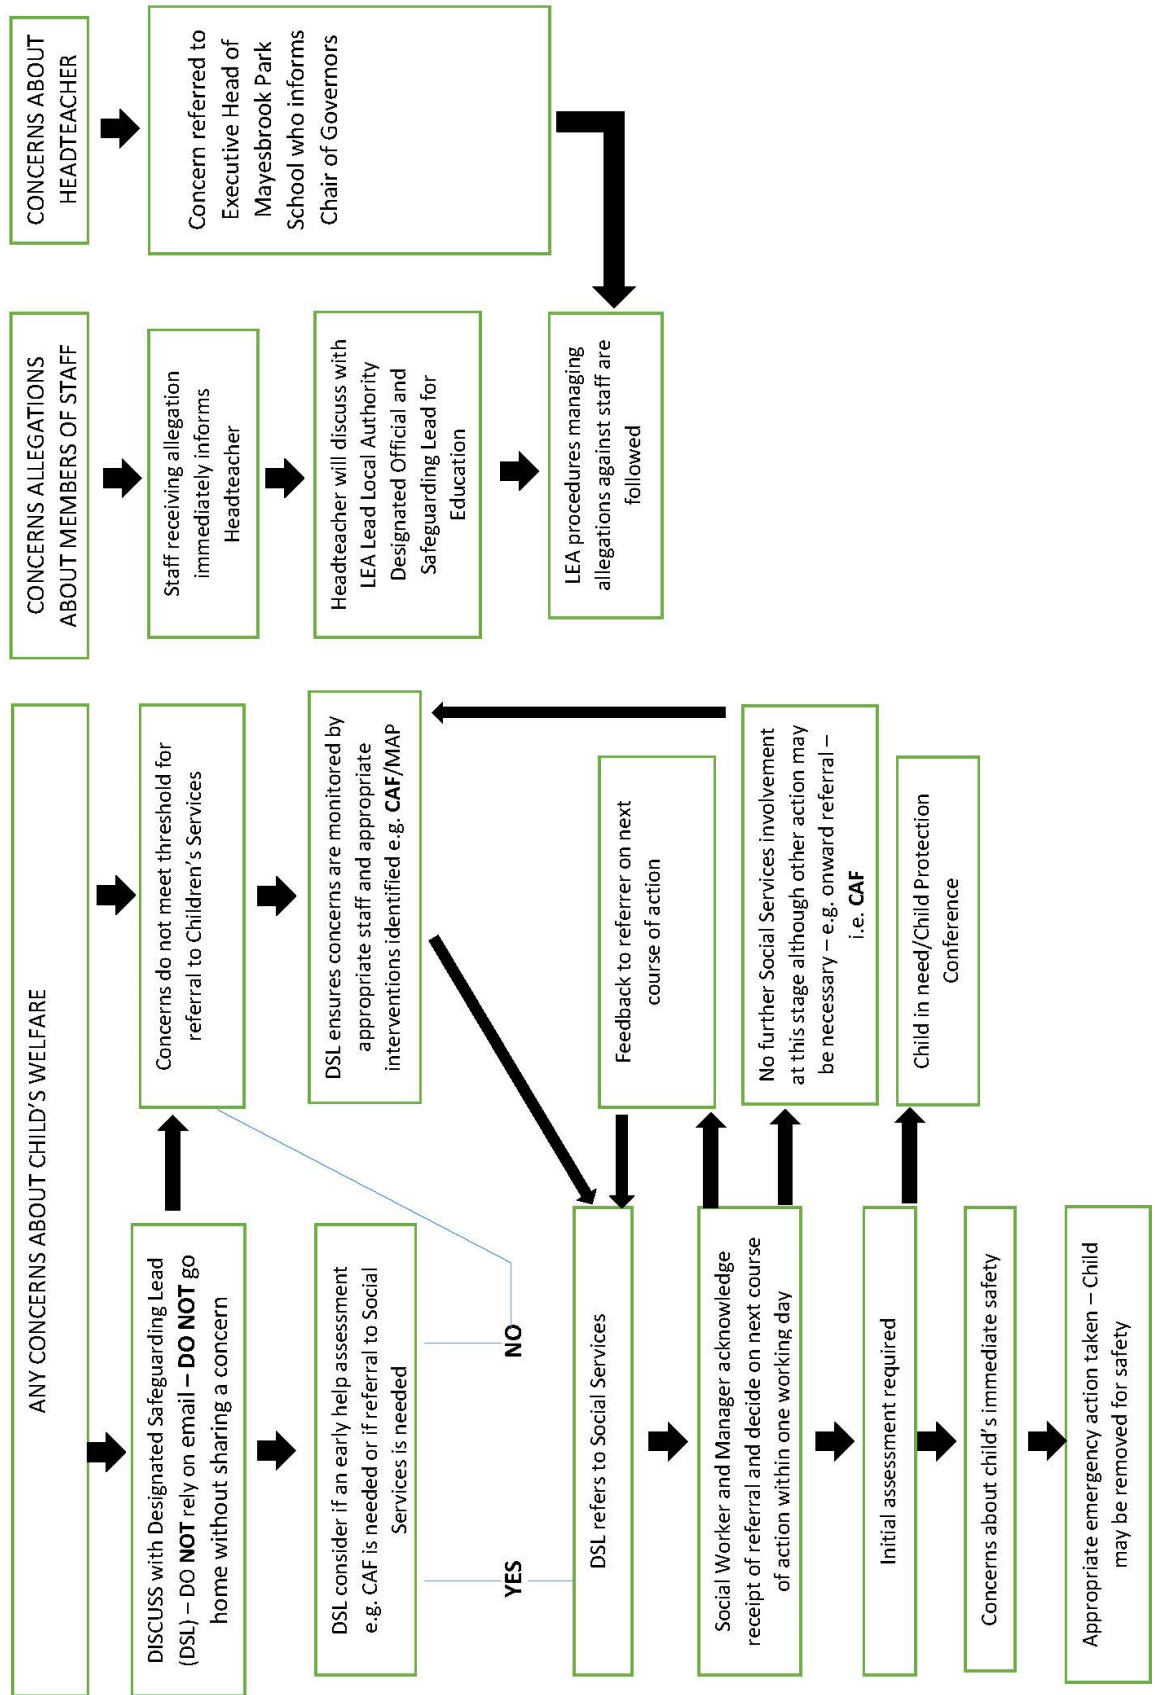 ANY CONCERNS ABOUT CHILD'S WELFARE
DISCUSS with Designated Safeguarding Lead
(DSL) – DO NOT rely on email – DO NOT go
home without sharing a concern
Concerns do not meet threshold for
referral to Children's Services
DSL consider if an early help assessment
e.g. CAF is needed or if referral to Social
Services is needed
DSL ensures concerns are monitored by
appropriate staff and appropriate
interventions identified e.g. CAF/MAP
YES
NO
DSL refers to Social Services
Feedback to referrer on next
course of action
Social Worker and Manager acknowledge
receipt of referral and decide on next course
of action within one working day
No further Social Services involvement
at this stage although other action may
be necessary – e.g. onward referral –
i.e. CAF
Initial assessment required
Child in need/Child Protection
Conference
Concerns about child's immediate safety
Appropriate emergency action taken – Child
may be removed for safety
CONCERNS ALLEGATIONS
ABOUT MEMBERS OF STAFF
Staff receiving allegation
immediately informs
Headteacher
Headteacher will discuss with
LEA Lead Local Authority
Designated Official and
Safeguarding Lead for
Education
LEA procedures managing
allegations against staff are
followed
CONCERNS ABOUT
HEADTEACHER
Concern referred to
Executive Head of
Mayesbrook Park
School who informs
Chair of Governors